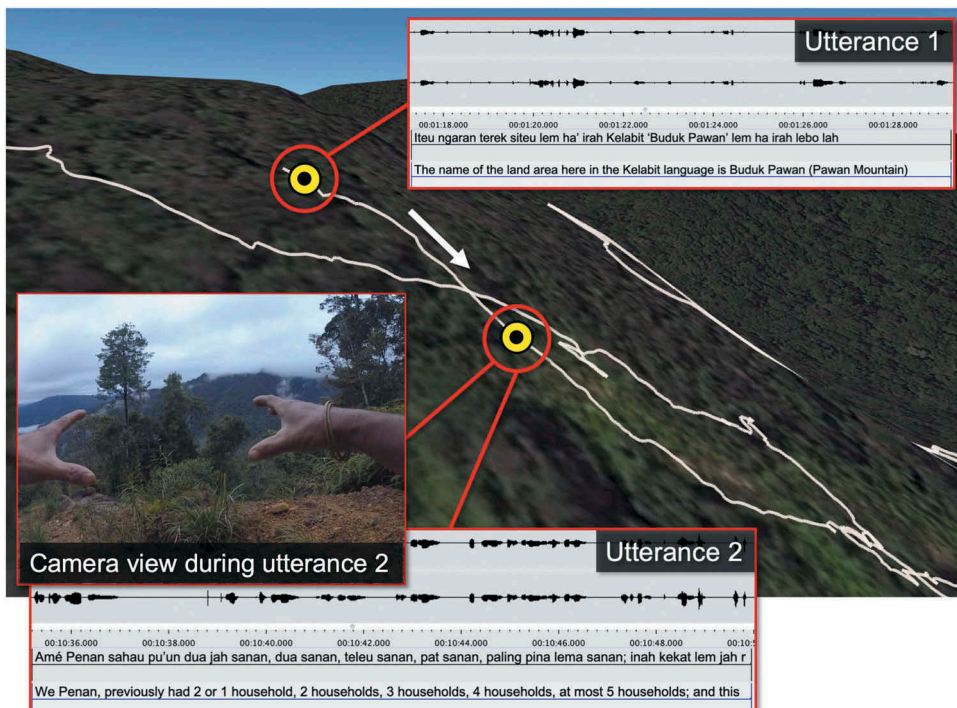 Utterance 1
00:01:18.000 00:01:20.000 00:01:22.000 00:01:24.000 00:01:26.000 00:01:28.000
Iteu ngaran terek siteu lem ha’ irah Kelabit ‘Buduk Pawan’ lem ha irah lebo lah
The name of the land area here in the Kelabit language is Buduk Pawan (Pawan Mountain)
Camera view during utterance 2
Utterance 2
00:10:36.000 00:10:38.000 00:10:40.000 00:10:42.000 00:10:44.000 00:10:46.000 00:10:48.000 00:10:5
Amé Penan sahau pu’un dua jah sanan, dua sanan, teleu sanan, pat sanan, paling pina lema sanan; inah kekat lem jah r
We Penan, previously had 2 or 1 household, 2 households, 3 households, 4 households, at most 5 households; and this